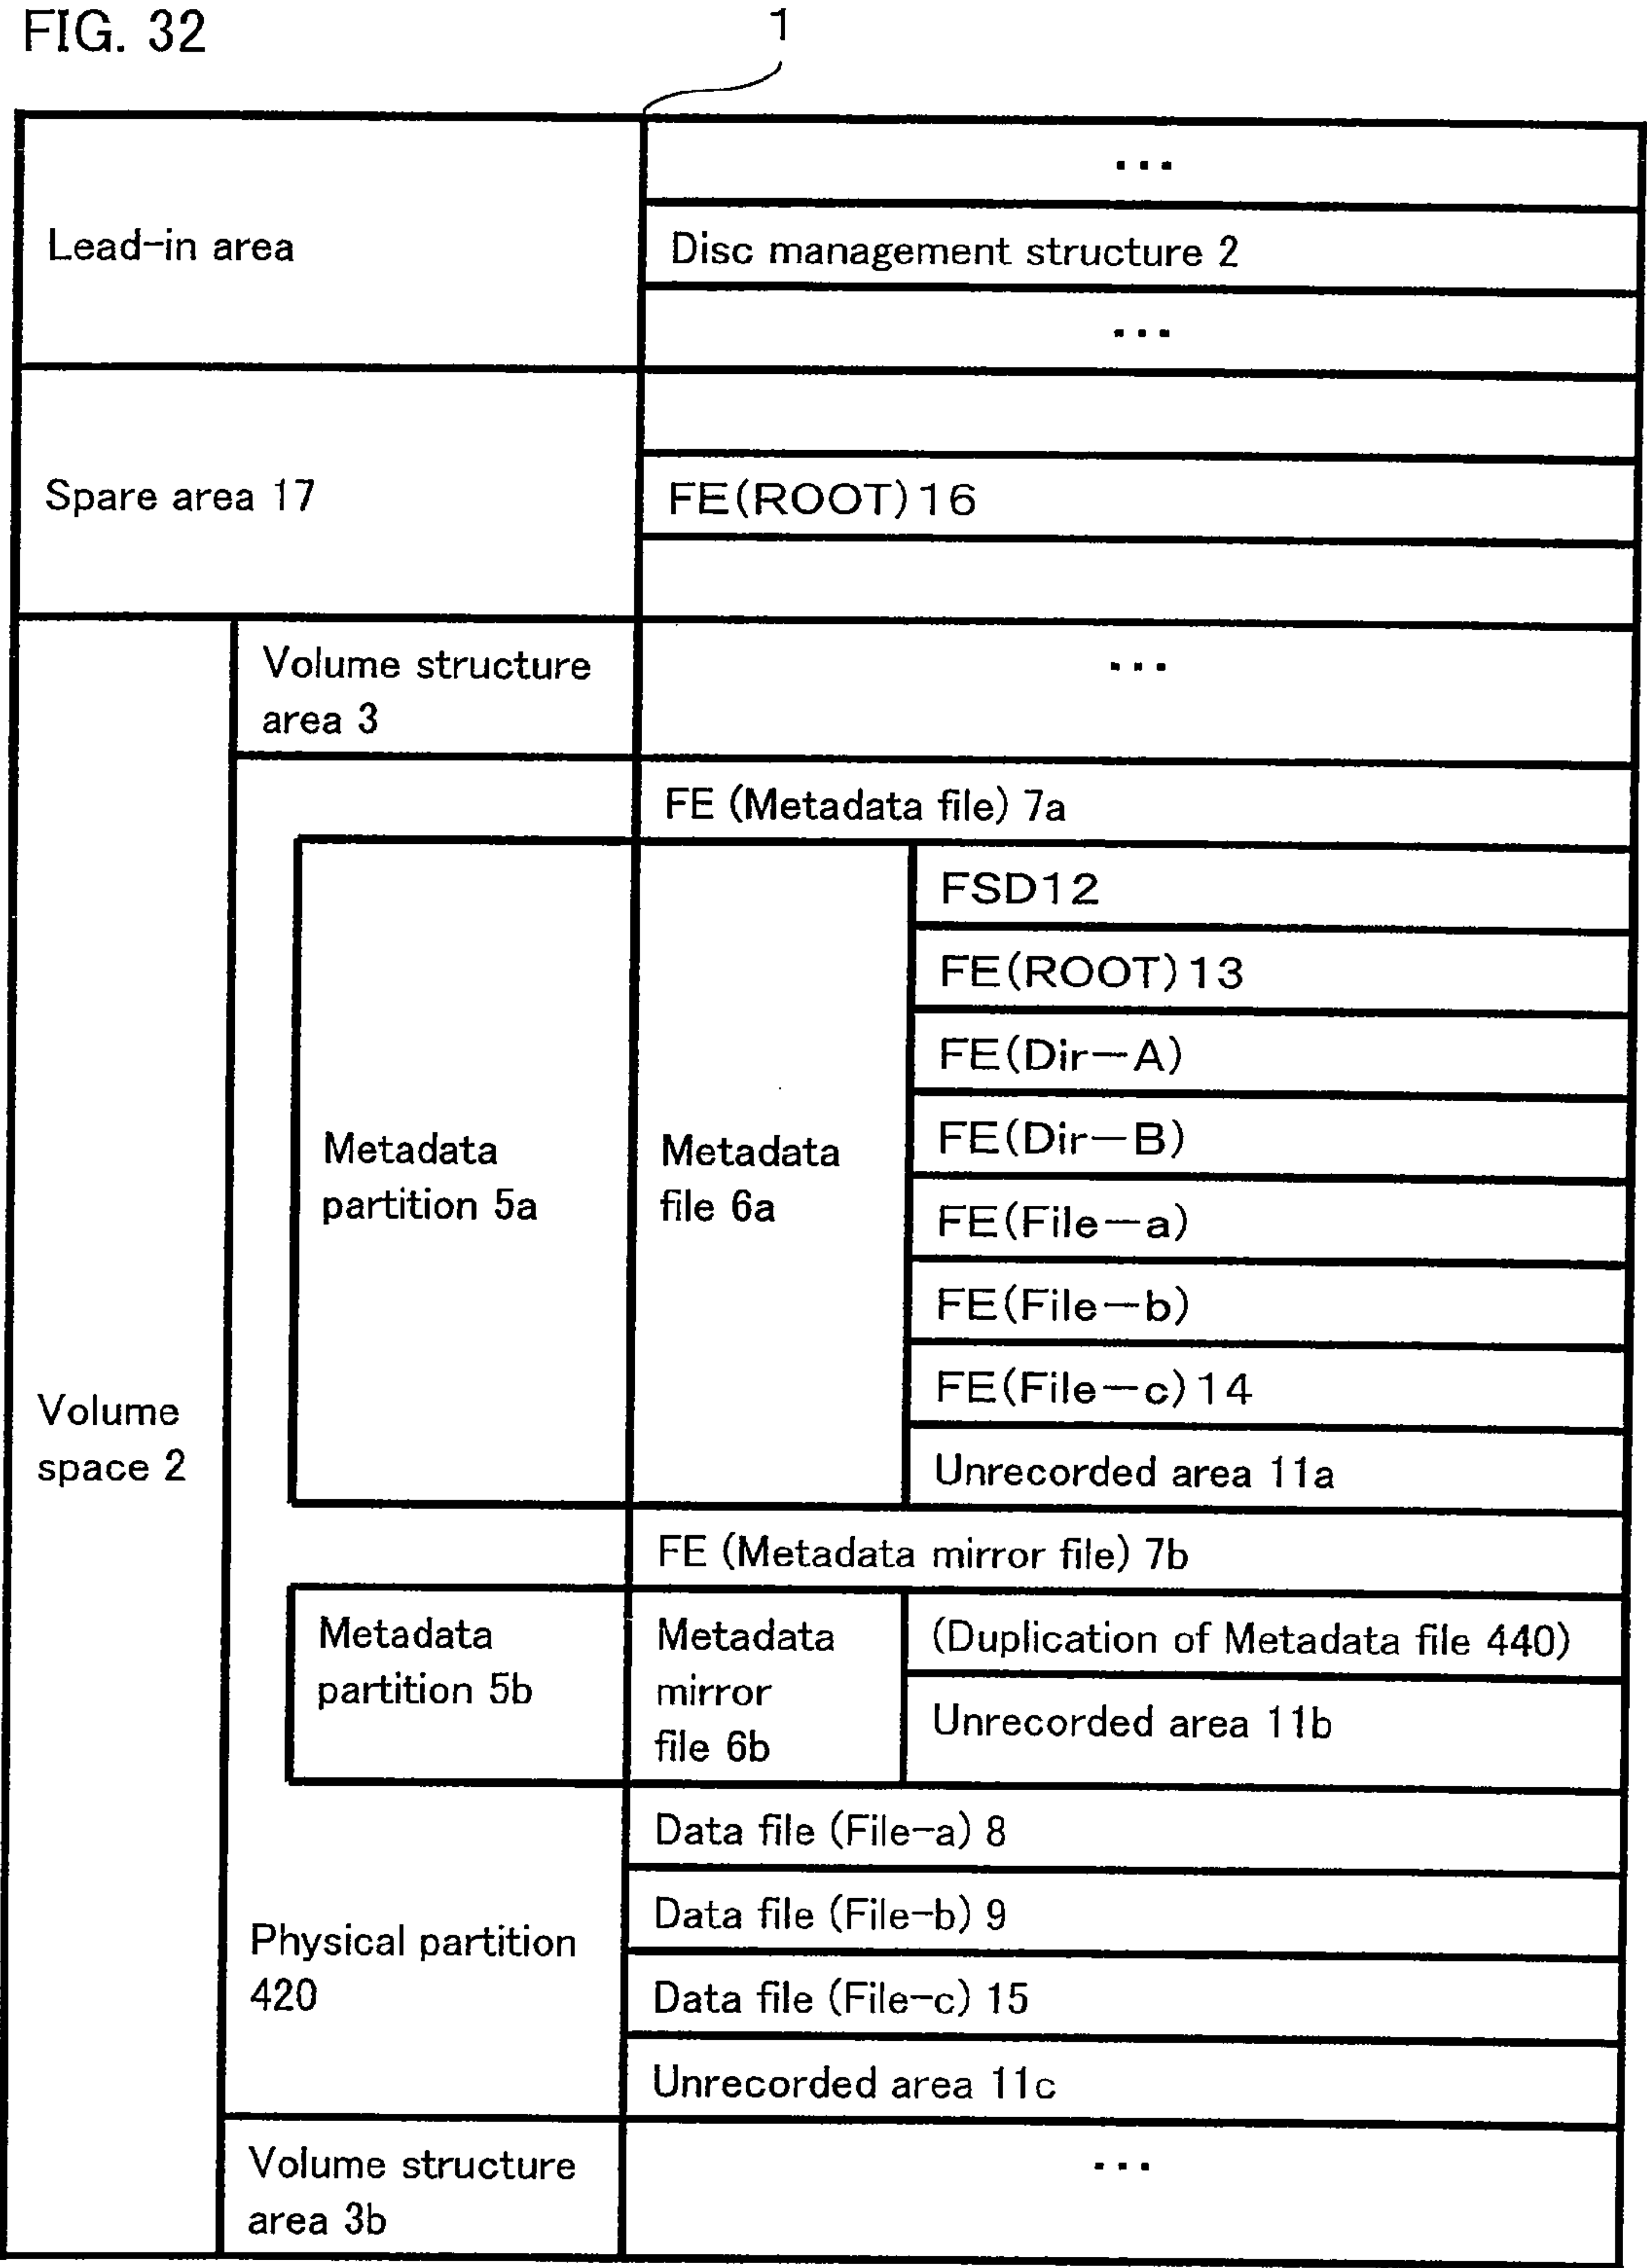 FIG. 32
1
...
Lead-in area
Disc management structure 2
...
Spare area 17
FE(ROOT)16
Volume structure
area 3
...
FE (Metadata file) 7a
FSD12
FE(ROOT)13
FE(Dir—A)
FE(Dir—B)
Metadata
partition 5a
Metadata
file 6a
FE(File—a)
FE(File—b)
FE(File—c)14
Volume
space 2
Unrecorded area 11a
FE (Metadata mirror file) 7b
Metadata
partition 5b
Metadata
mirror
file 6b
(Duplication of Metadata file 440)
Unrecorded area 11b
Data file (File-a) 8
Data file (File-b) 9
Physical partition
420
Data file (File-c) 15
Unrecorded area 11c
Volume structure
area 3b
...